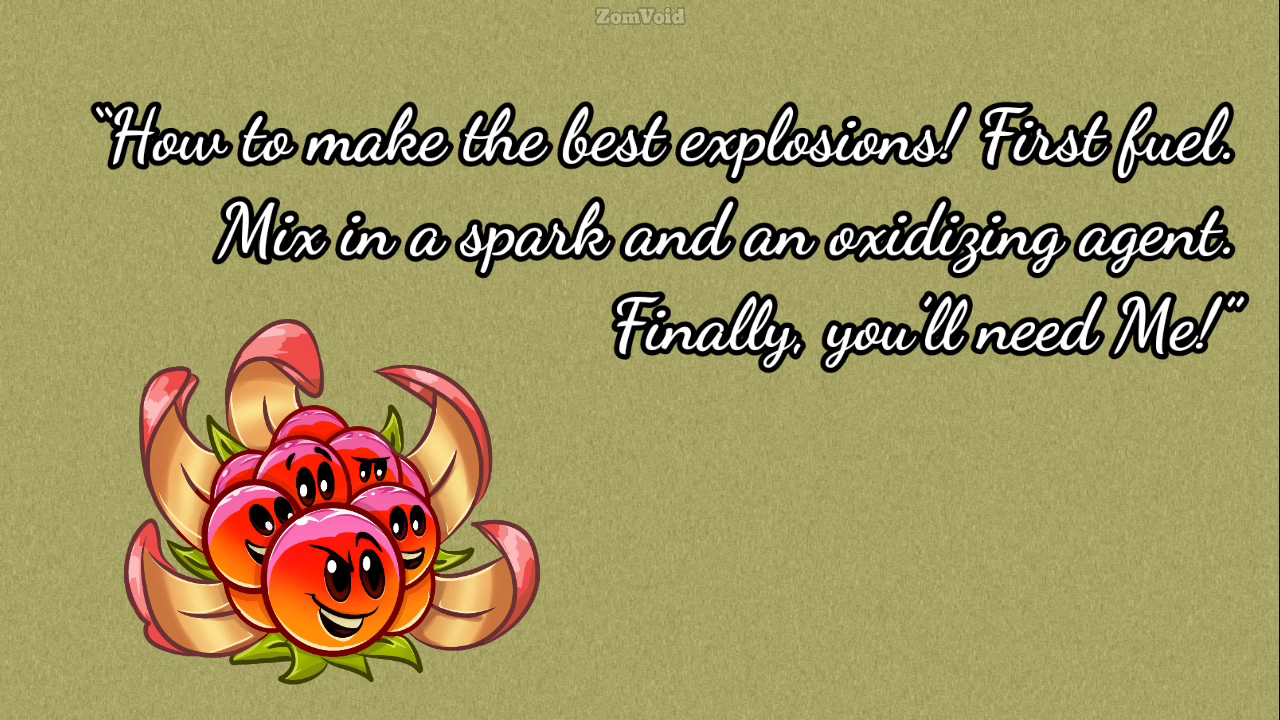 ZomVoid
“How to make the best explosions! First fuel.
Mix in a spark and an oxidizing agent.
Finally, you’ll need Me!”